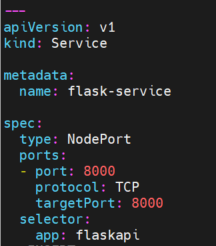 ---
apiVersion: v1
kind: Service
metadata:
  name: flask-service
spec:
  type: NodePort
  ports:
  - port: 8000
    protocol: TCP
    targetPort: 8000
  selector:
    app: flaskapi